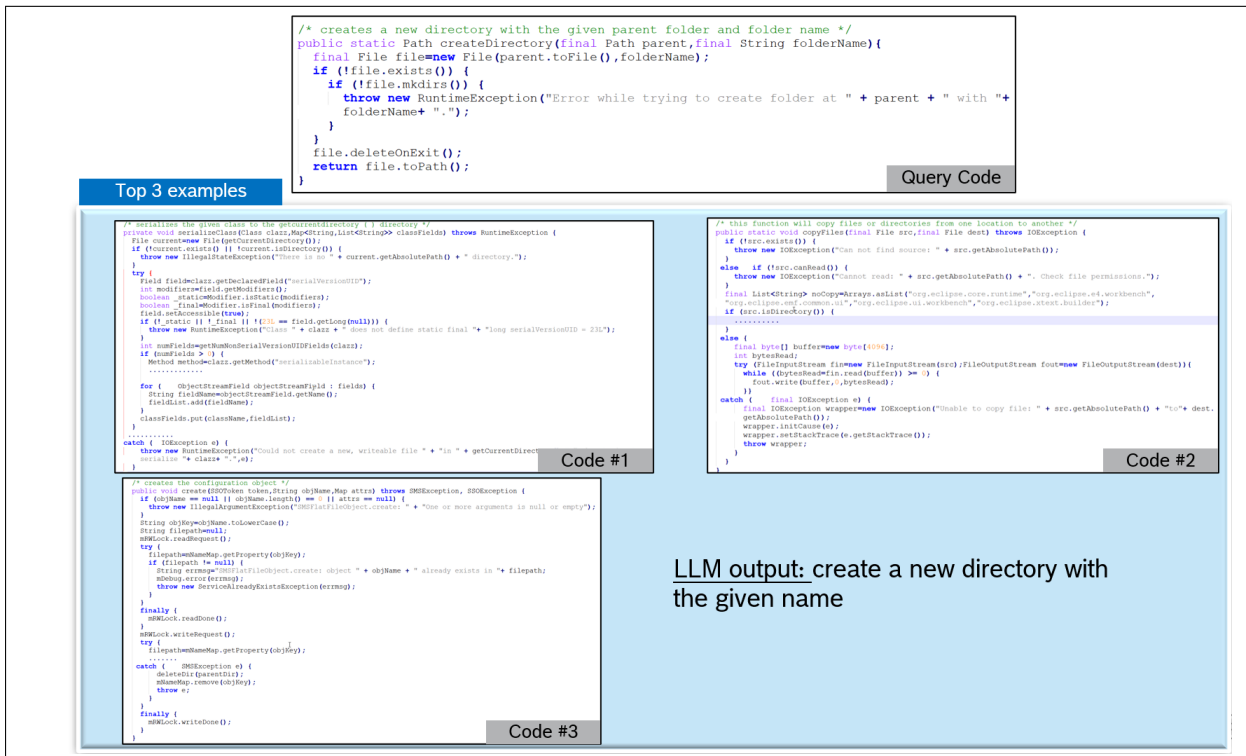 /* creates a new directory with the given parent folder and folder name */
public static Path createDirectory(final Path parent,final String folderName){
final File file=new File(parent.toFile(),folderName);
if (!file.exists()) {
if (!file.mkdirs()) {
throw new RuntimeException("Error while trying to create folder at " + parent + " with "+
folderName+ ".");
}
}
file.deleteOnExit();
return file.toPath();
}
Query Code
Top 3 examples
/* serializes the given class to the getcurrentdirectory ( ) directory */
private void serializeClass(Class clazz,Map<String,List<String>> classFields) throws RuntimeException {
File current=new File(getCurrentDirectory());
if (!current.exists() || !current.isDirectory()) {
throw new IllegalStateException("There is no " + current.getAbsolutePath() + " directory.");
}
try {
Field field=clazz.getDeclaredField("serialVersionUID");
int modifiers=field.getModifiers();
boolean _static=Modifier.isStatic(modifiers);
boolean _final=Modifier.isFinal(modifiers);
field.setAccessible(true);
if (!_static || !_final || !(23L == field.getLong(null))) {
throw new RuntimeException("Class " + clazz + " does not define static final "+ "long serialVersionUID = 23L");
}
int numFields=getNumNonSerialVersionUIDFields(clazz);
if (numFields > 0) {
Method method=clazz.getMethod("serializableInstance");
.............
for ( ObjectStreamField objectStreamField : fields) {
String fieldName=objectStreamField.getName();
fieldList.add(fieldName);
}
classFields.put(className,fieldList);
}
...........
catch ( IOException e) {
throw new RuntimeException("Could not create a new, writeable file " + "in " + getCurrentDirect
serialize "+ clazz+ ".",e);
}
Code #1
/* this function will copy files or directories from one location to another */
public static void copyFiles(final File src,final File dest) throws IOException {
if (!src.exists()) {
throw new IOException("Can not find source: " + src.getAbsolutePath());
}
else if (!src.canRead()) {
throw new IOException("Cannot read: " + src.getAbsolutePath() + ". Check file permissions.");
}
final List<String> noCopy=Arrays.asList("org.eclipse.core.runtime","org.eclipse.e4.workbench",
"org.eclipse.emf.common.ui","org.eclipse.ui.workbench","org.eclipse.xtext.builder");
if (src.isDirectory()) {
..........
}
else {
final byte[] buffer=new byte[4096];
int bytesRead;
try (FileInputStream fin=new FileInputStream(src);FileOutputStream fout=new FileOutputStream(dest)){
while ((bytesRead=fin.read(buffer)) >= 0) {
fout.write(buffer,0,bytesRead);
}}
catch ( final IOException e) {
final IOException wrapper=new IOException("Unable to copy file: " + src.getAbsolutePath() + "to"+ dest.
getAbsolutePath());
wrapper.initCause(e);
wrapper.setStackTrace(e.getStackTrace());
throw wrapper;
}
}
}
Code #2
/* creates the configuration object */
public void create(SSOToken token,String objName,Map attrs) throws SMSException, SSOException {
if (objName == null || objName.length() == 0 || attrs == null) {
throw new IllegalArgumentException("SMSFlatFileObject.create: " + "One or more arguments in null or empty");
}
String objKey=objName.toLowerCase();
String filepath=null;
mRWLock.readRequest();
try {
filepath=mNameMap.getProperty(objKey);
if (filepath != null) {
String errmsg="SMSFlatFileObject.create: object " + objName + " already exists in "+ filepath;
mDebug.error(errmsg);
throw new ServiceAlreadyExistsException(errmsg);
}
}
finally {
mRWLock.readDone();
}
mRWLock.writeRequest();
try {
filepath=mNameMap.getProperty(objKey);
.......
catch ( SMSException e) {
deleteDir(parentDir);
mNameMap.remove(objKey);
throw e;
}
}
finally {
mRWLock.writeDone();
}
}
Code #3
LLM output: create a new directory with
the given name